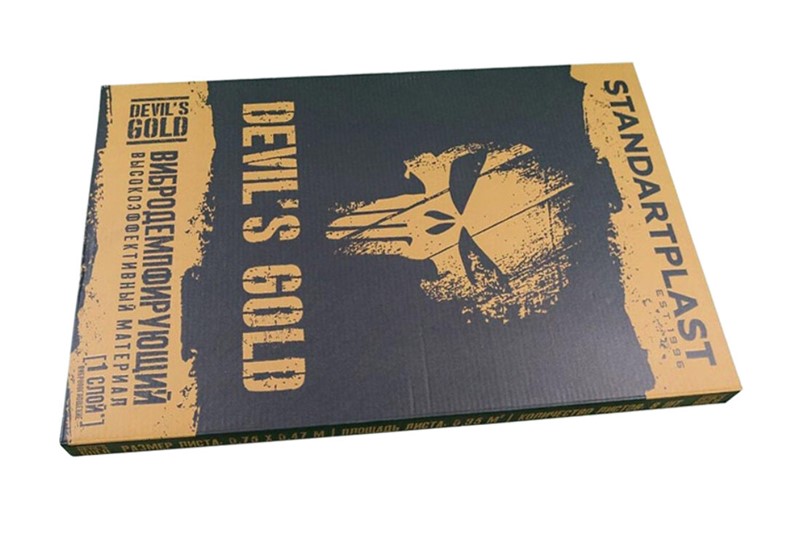 STANDARTPLAST
EST.1996
DEVIL'S GOLD
DEVIL'S
GOLD
ВИБРОДЕМПФИРУЮЩИЙ
ВЫСОКОЭФФЕКТИВНЫЙ МАТЕРИАЛ
[1 СЛОЙ]
РАЗМЕР ЛИСТА: 0,75 X 0,47 М | ПЛОЩАДЬ ЛИСТА: 0,35 М² | КОЛИЧЕСТВО ЛИСТОВ